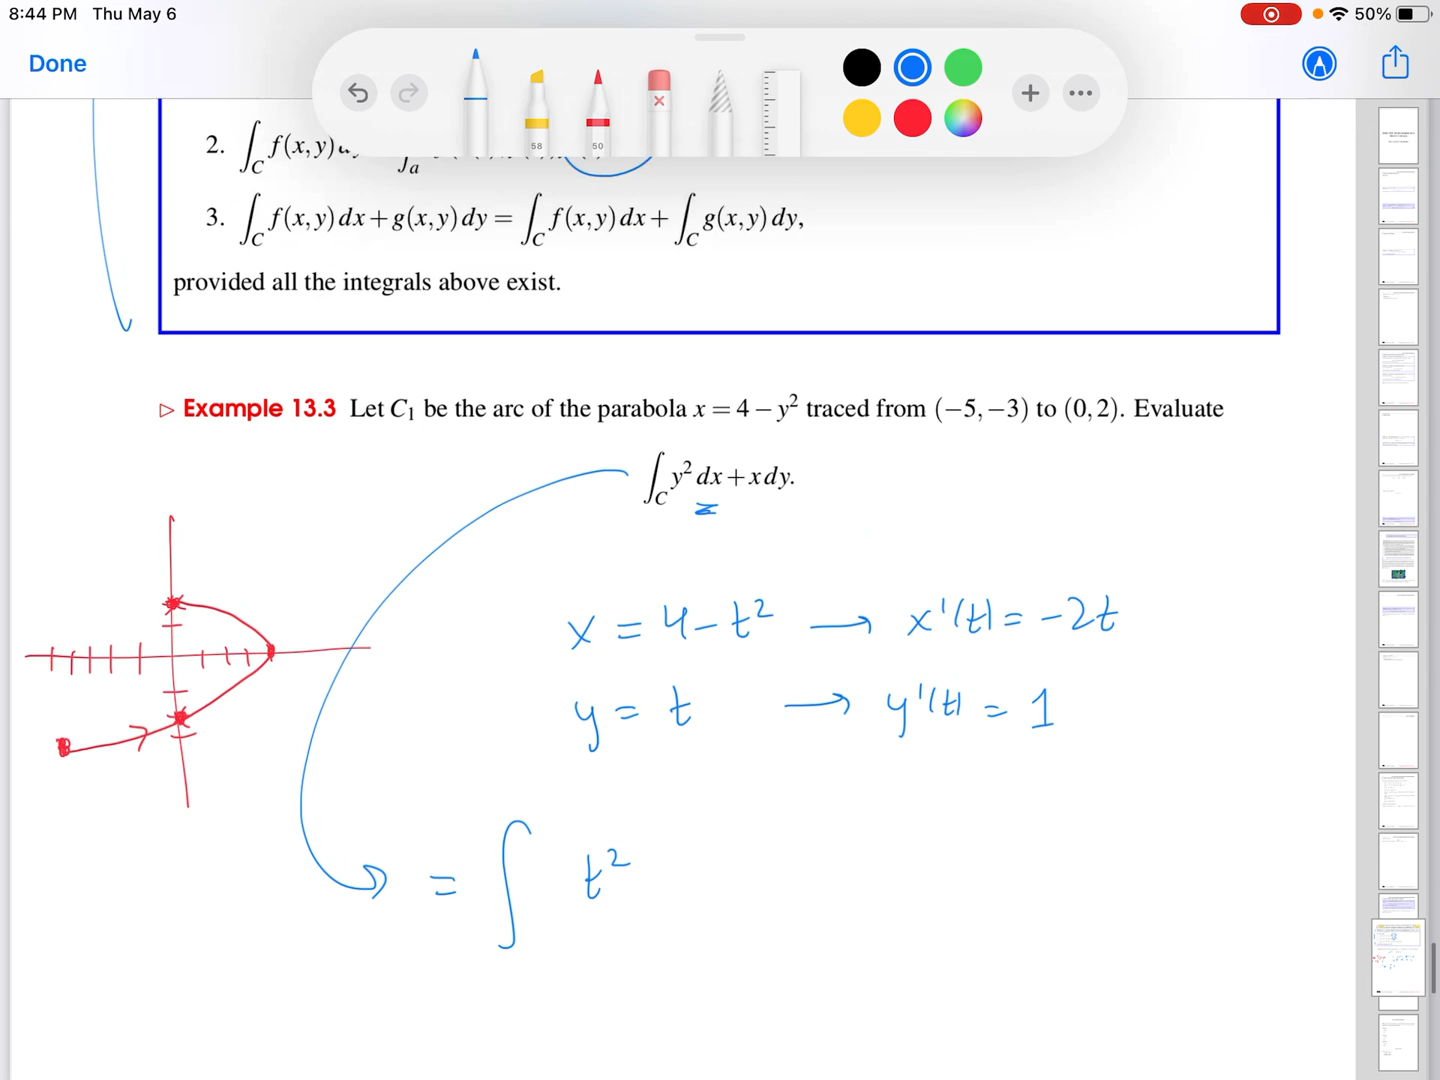 8:44 PM Thu May 6
50%
Done
58
50
2. ∫_C f(x,y)
∫_a
3. ∫_C f(x,y) dx + g(x,y) dy = ∫_C f(x,y) dx + ∫_C g(x,y) dy,
provided all the integrals above exist.
▷ Example 13.3 Let C₁ be the arc of the parabola x = 4 − y² traced from (−5,−3) to (0,2). Evaluate
∫_C y² dx + x dy.
x = 4 − t² → x'(t) = −2t
y = t → y'(t) = 1
= ∫ t²